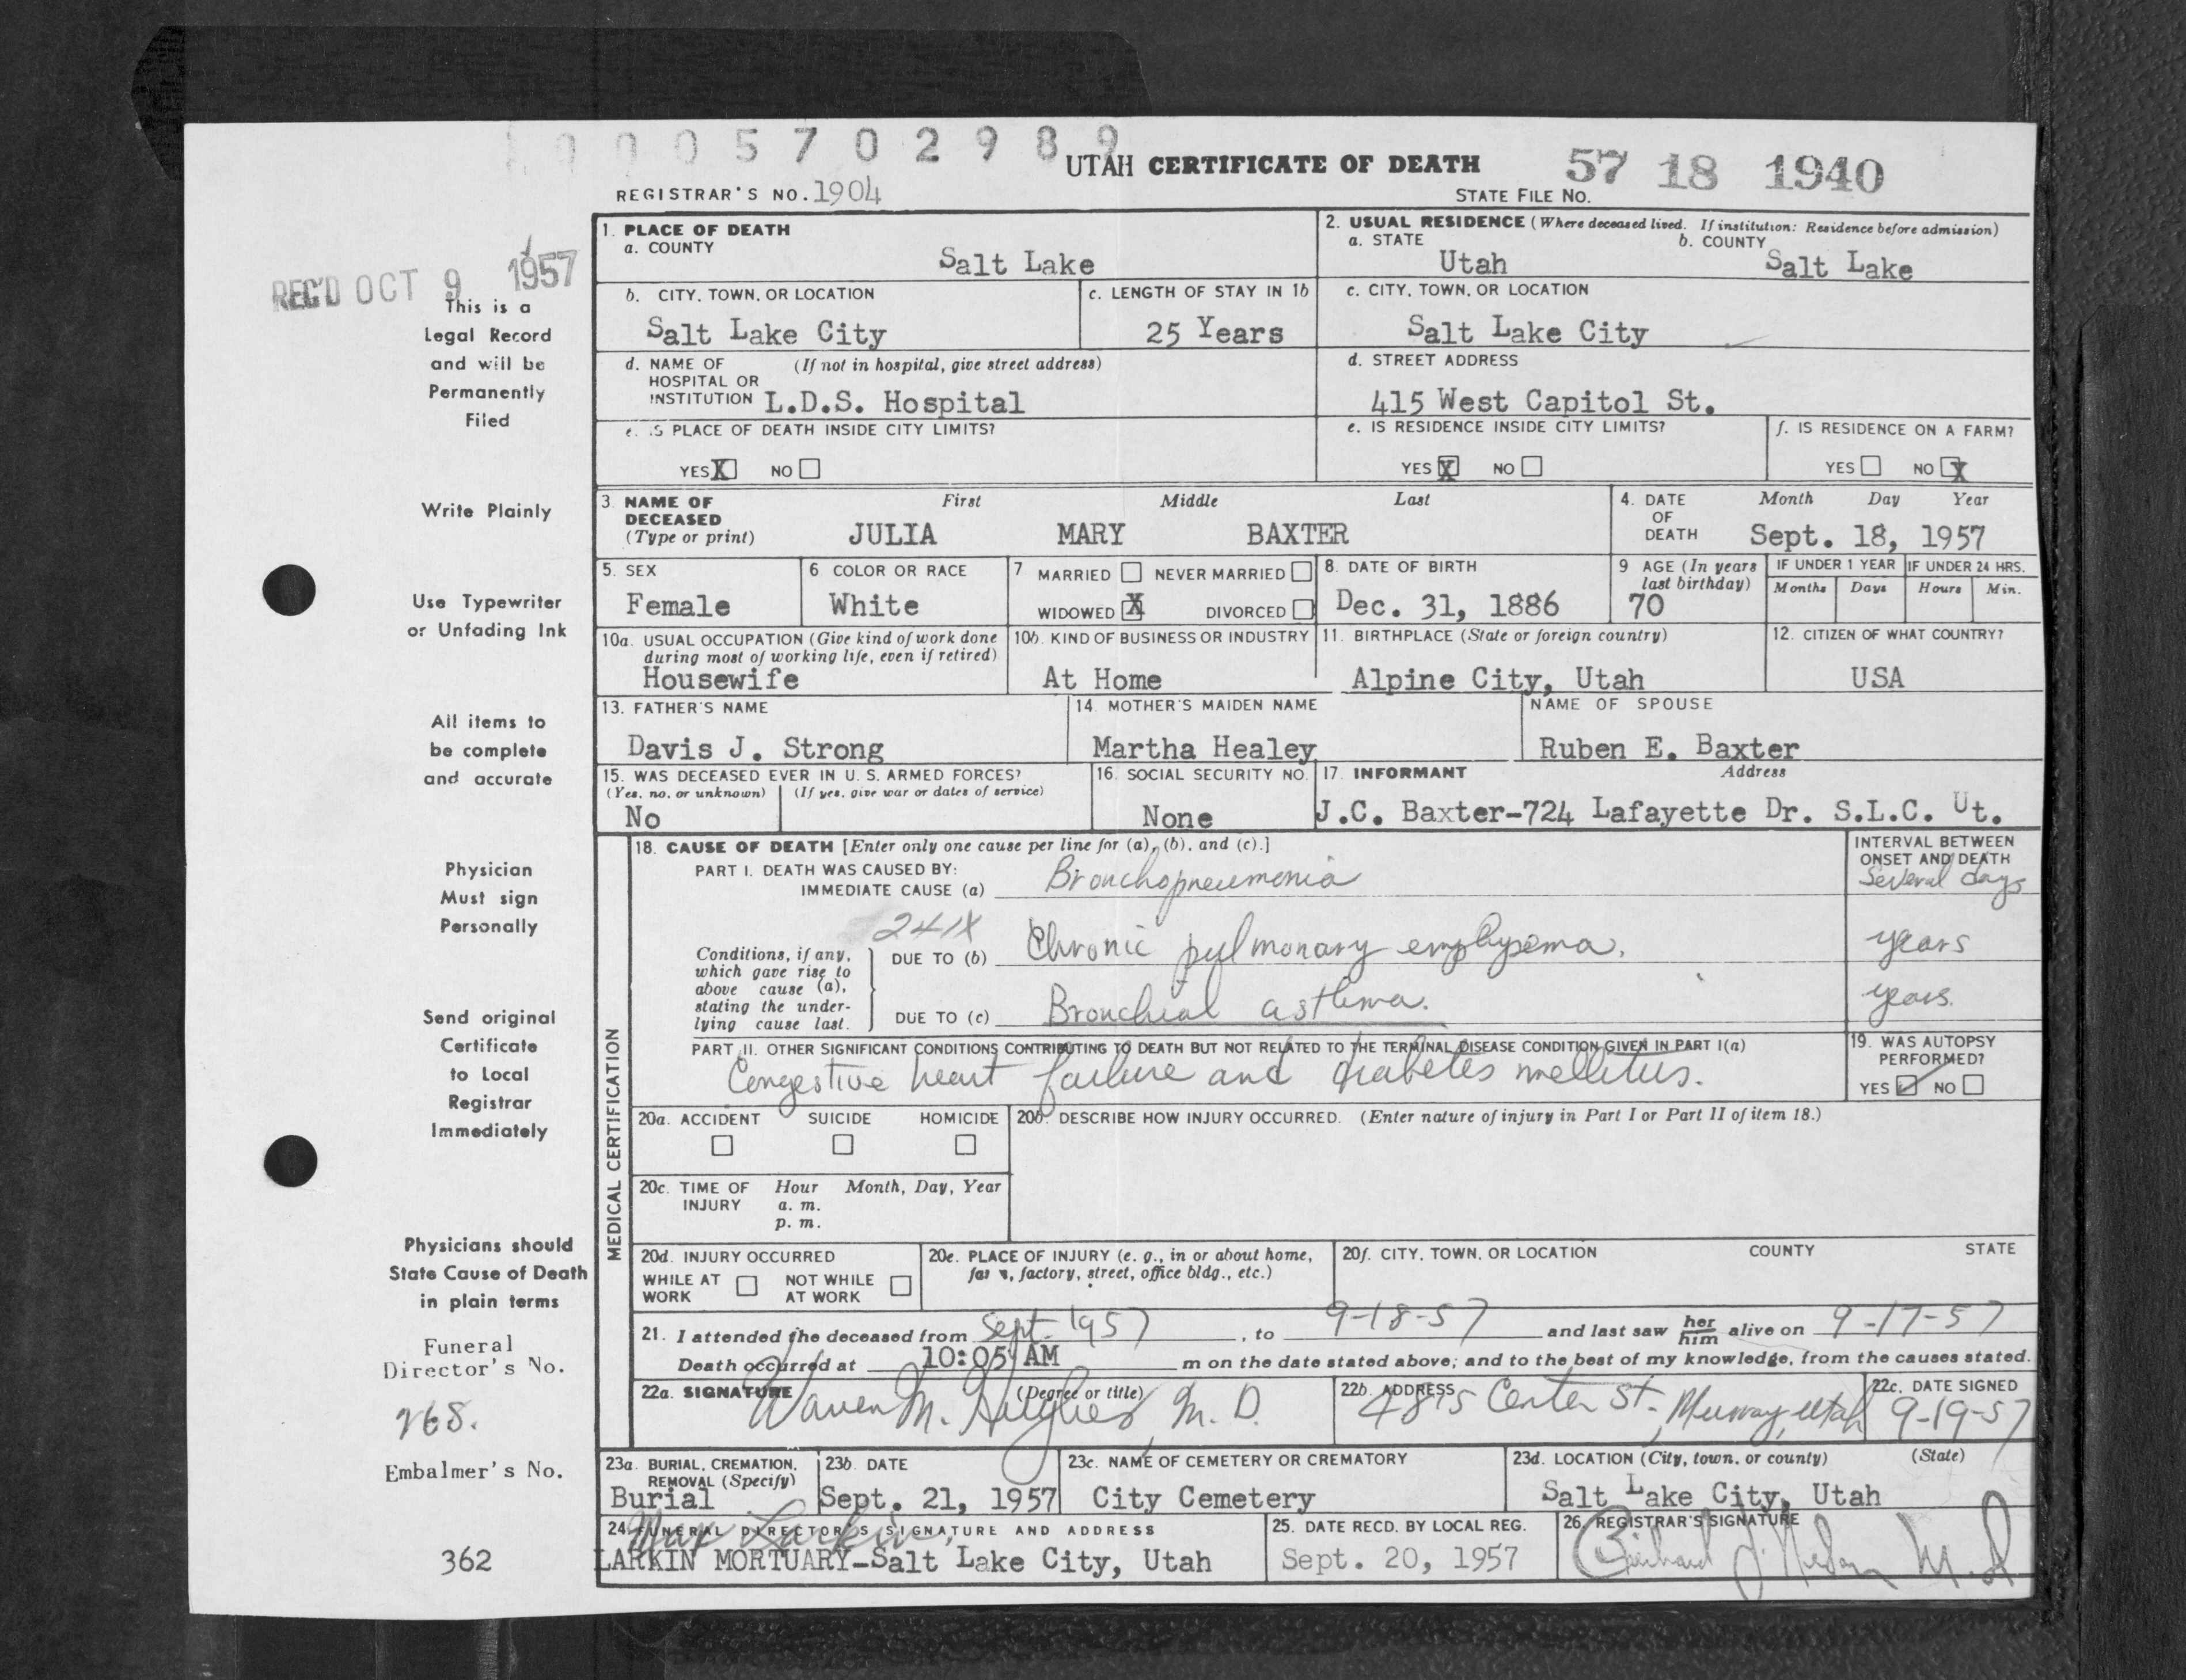 0 0 0 5 7 0 2 9 8 9
UTAH CERTIFICATE OF DEATH
57 18 1940
REGISTRAR'S NO. 1904
STATE FILE NO.
REC'D OCT 9 1957
This is a
Legal Record
and will be
Permanently
Filed
Write Plainly
Use Typewriter
or Unfading Ink
All items to
be complete
and accurate
Physician
Must sign
Personally
Send original
Certificate
to Local
Registrar
Immediately
Physicians should
State Cause of Death
in plain terms
Funeral
Director's No.
268.
Embalmer's No.
362
1. PLACE OF DEATH
a. COUNTY
Salt Lake
2. USUAL RESIDENCE (Where deceased lived. If institution: Residence before admission)
a. STATE b. COUNTY
Utah Salt Lake
b. CITY, TOWN, OR LOCATION
Salt Lake City
c. LENGTH OF STAY IN 1b
25 Years
c. CITY, TOWN, OR LOCATION
Salt Lake City
d. NAME OF (If not in hospital, give street address)
HOSPITAL OR
INSTITUTION L.D.S. Hospital
d. STREET ADDRESS
415 West Capitol St.
e. IS PLACE OF DEATH INSIDE CITY LIMITS?
YES X NO
e. IS RESIDENCE INSIDE CITY LIMITS?
YES X NO
f. IS RESIDENCE ON A FARM?
YES NO X
3. NAME OF First Middle Last
DECEASED
(Type or print) JULIA MARY BAXTER
4. DATE Month Day Year
OF
DEATH Sept. 18, 1957
5. SEX
Female
6 COLOR OR RACE
White
7 MARRIED NEVER MARRIED
WIDOWED X DIVORCED
8. DATE OF BIRTH
Dec. 31, 1886
9 AGE (In years
last birthday)
70
IF UNDER 1 YEAR IF UNDER 24 HRS.
Months Days Hours Min.
10a. USUAL OCCUPATION (Give kind of work done
during most of working life, even if retired)
Housewife
10b. KIND OF BUSINESS OR INDUSTRY
At Home
11. BIRTHPLACE (State or foreign country)
Alpine City, Utah
12. CITIZEN OF WHAT COUNTRY?
USA
13. FATHER'S NAME
Davis J. Strong
14. MOTHER'S MAIDEN NAME
Martha Healey
NAME OF SPOUSE
Ruben E. Baxter
15. WAS DECEASED EVER IN U. S. ARMED FORCES?
(Yes, no, or unknown) (If yes, give war or dates of service)
No
16. SOCIAL SECURITY NO.
None
17. INFORMANT Address
J.C. Baxter-724 Lafayette Dr. S.L.C. Ut.
MEDICAL CERTIFICATION
18. CAUSE OF DEATH [Enter only one cause per line for (a), (b), and (c).]
PART I. DEATH WAS CAUSED BY:
IMMEDIATE CAUSE (a) Bronchopneumonia
INTERVAL BETWEEN
ONSET AND DEATH
Several days
241X
Conditions, if any,
which gave rise to
above cause (a),
stating the under-
lying cause last.
DUE TO (b) Chronic pulmonary emphysema. years
DUE TO (c) Bronchial asthma. years.
PART II. OTHER SIGNIFICANT CONDITIONS CONTRIBUTING TO DEATH BUT NOT RELATED TO THE TERMINAL DISEASE CONDITION GIVEN IN PART I(a)
Congestive heart failure and diabetes mellitus.
19. WAS AUTOPSY
PERFORMED?
YES ✓ NO
20a. ACCIDENT SUICIDE HOMICIDE
20b. DESCRIBE HOW INJURY OCCURRED. (Enter nature of injury in Part I or Part II of item 18.)
20c. TIME OF Hour Month, Day, Year
INJURY a. m.
p. m.
20d. INJURY OCCURRED
WHILE AT NOT WHILE
WORK AT WORK
20e. PLACE OF INJURY (e. g., in or about home,
farm, factory, street, office bldg., etc.)
20f. CITY, TOWN, OR LOCATION COUNTY STATE
21. I attended the deceased from Sept. 1957, to 9-18-57 and last saw her him alive on 9-17-57
Death occurred at 10:05 AM m on the date stated above; and to the best of my knowledge, from the causes stated.
22a. SIGNATURE (Degree or title)
Warren M. Hughes, M. D.
22b. ADDRESS
4875 Center St. Murray, Utah
22c. DATE SIGNED
9-19-57
23a. BURIAL, CREMATION,
REMOVAL (Specify)
Burial
23b. DATE
Sept. 21, 1957
23c. NAME OF CEMETERY OR CREMATORY
City Cemetery
23d. LOCATION (City, town, or county) (State)
Salt Lake City, Utah
24 FUNERAL DIRECTOR'S SIGNATURE AND ADDRESS
Max Larkin
LARKIN MORTUARY-Salt Lake City, Utah
25. DATE RECD. BY LOCAL REG.
Sept. 20, 1957
26. REGISTRAR'S SIGNATURE
M.D.